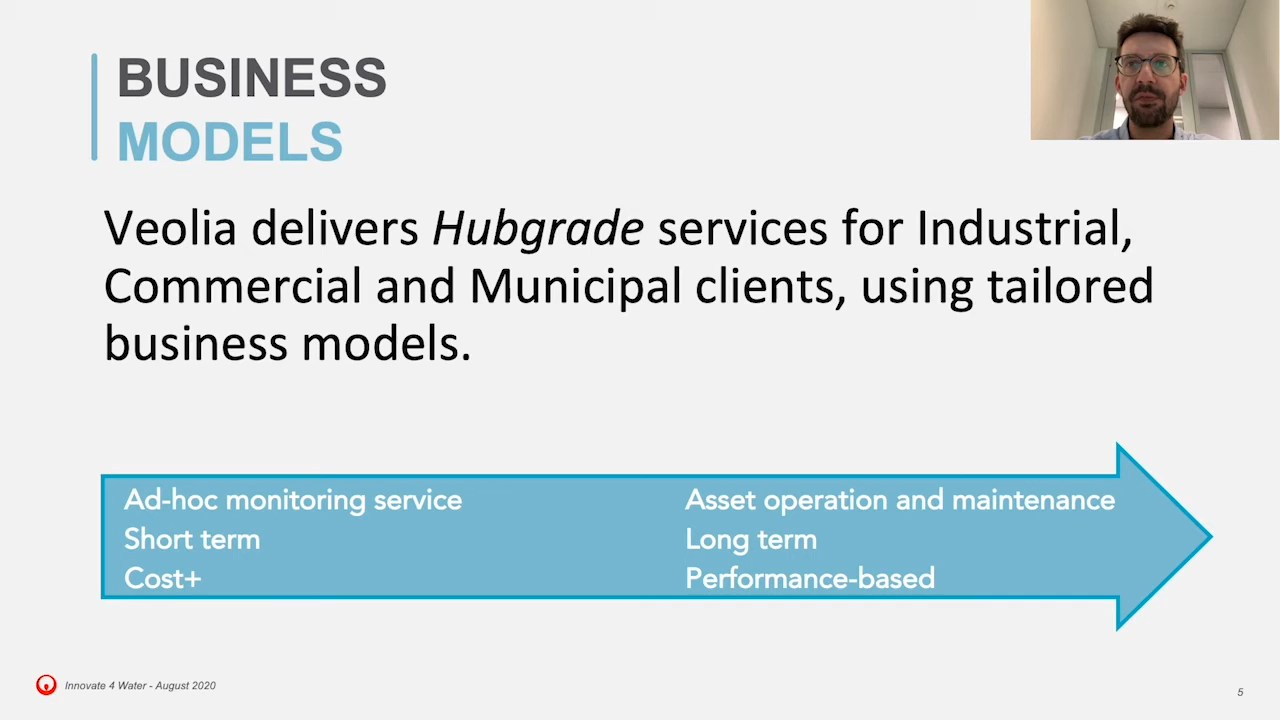 BUSINESS
MODELS
Veolia delivers Hubgrade services for Industrial,
Commercial and Municipal clients, using tailored
business models.
Ad-hoc monitoring service
Short term
Cost+
Asset operation and maintenance
Long term
Performance-based
Innovate 4 Water - August 2020
5